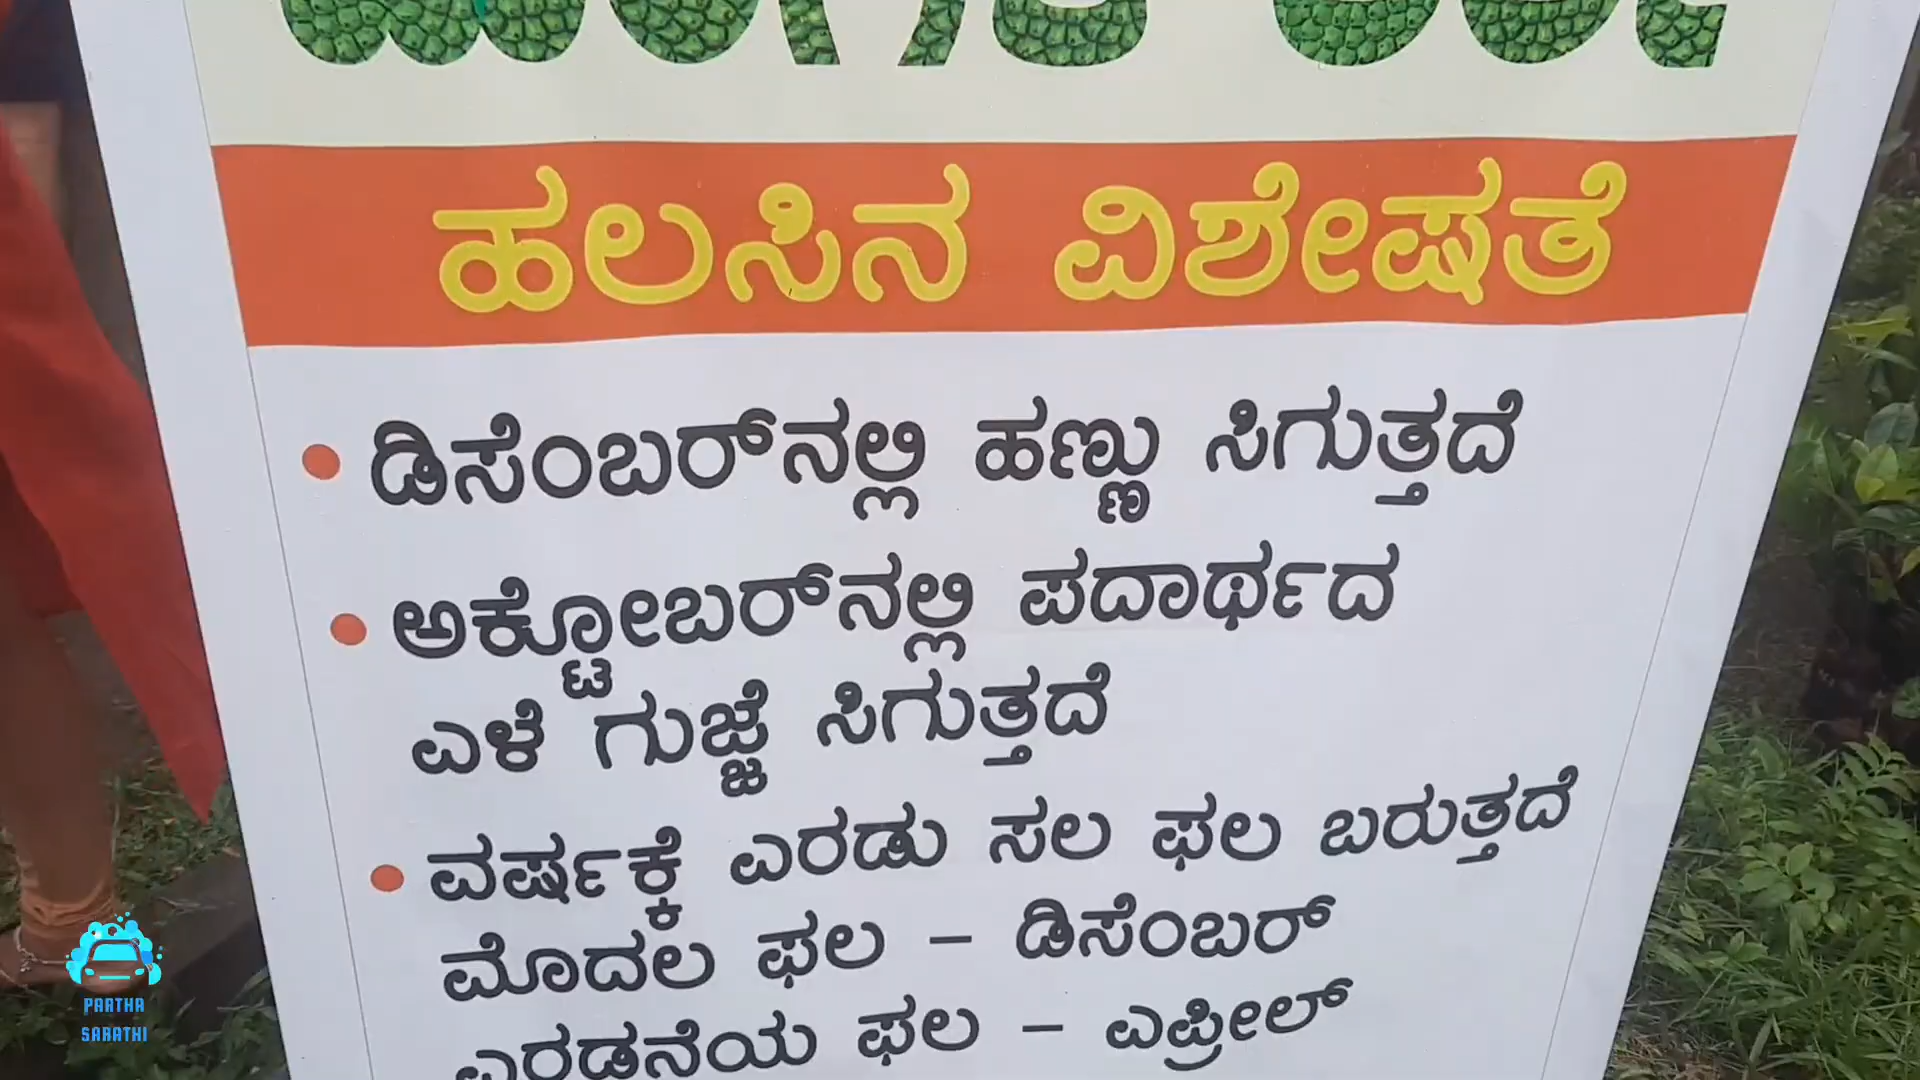 ಹಲಸಿನ ವಿಶೇಷತೆ
• ಡಿಸೆಂಬರ್‌ನಲ್ಲಿ ಹಣ್ಣು ಸಿಗುತ್ತದೆ
• ಅಕ್ಟೋಬರ್‌ನಲ್ಲಿ ಪದಾರ್ಥದ
ಎಳೆ ಗುಜ್ಜೆ ಸಿಗುತ್ತದೆ
• ವರ್ಷಕ್ಕೆ ಎರಡು ಸಲ ಫಲ ಬರುತ್ತದೆ
ಮೊದಲ ಫಲ – ಡಿಸೆಂಬರ್
ಎರಡನೆಯ ಫಲ – ಎಪ್ರೀಲ್
PARTHA
SARATHI